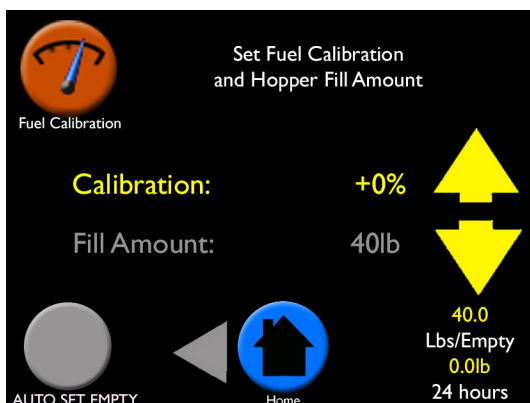 Set Fuel Calibration
and Hopper Fill Amount
Fuel Calibration
Calibration: +0%
Fill Amount: 40lb
40.0
Lbs/Empty
0.0lb
24 hours
AUTO SET EMPTY
Home